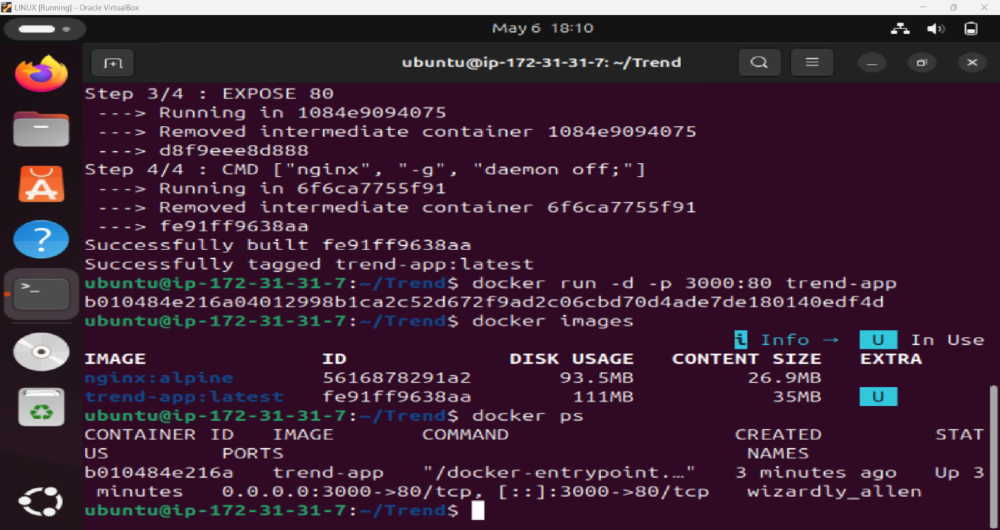 LINUX [Running] - Oracle VirtualBox
May 6 18:10
ubuntu@ip-172-31-31-7: ~/Trend
Step 3/4 : EXPOSE 80
---> Running in 1084e9094075
---> Removed intermediate container 1084e9094075
---> d8f9eee8d888
Step 4/4 : CMD ["nginx", "-g", "daemon off;"]
---> Running in 6f6ca7755f91
---> Removed intermediate container 6f6ca7755f91
---> fe91ff9638aa
Successfully built fe91ff9638aa
Successfully tagged trend-app:latest
ubuntu@ip-172-31-31-7:~/Trend$ docker run -d -p 3000:80 trend-app
b010484e216a04012998b1ca2c52d672f9ad2c06cbd70d4ade7de180140edf4d
ubuntu@ip-172-31-31-7:~/Trend$ docker images
i Info → U In Use
IMAGE ID DISK USAGE CONTENT SIZE EXTRA
nginx:alpine 5616878291a2 93.5MB 26.9MB
trend-app:latest fe91ff9638aa 111MB 35MB U
ubuntu@ip-172-31-31-7:~/Trend$ docker ps
CONTAINER ID IMAGE COMMAND CREATED STAT
US PORTS NAMES
b010484e216a trend-app "/docker-entrypoint.…" 3 minutes ago Up 3
minutes 0.0.0.0:3000->80/tcp, [::]:3000->80/tcp wizardly_allen
ubuntu@ip-172-31-31-7:~/Trend$